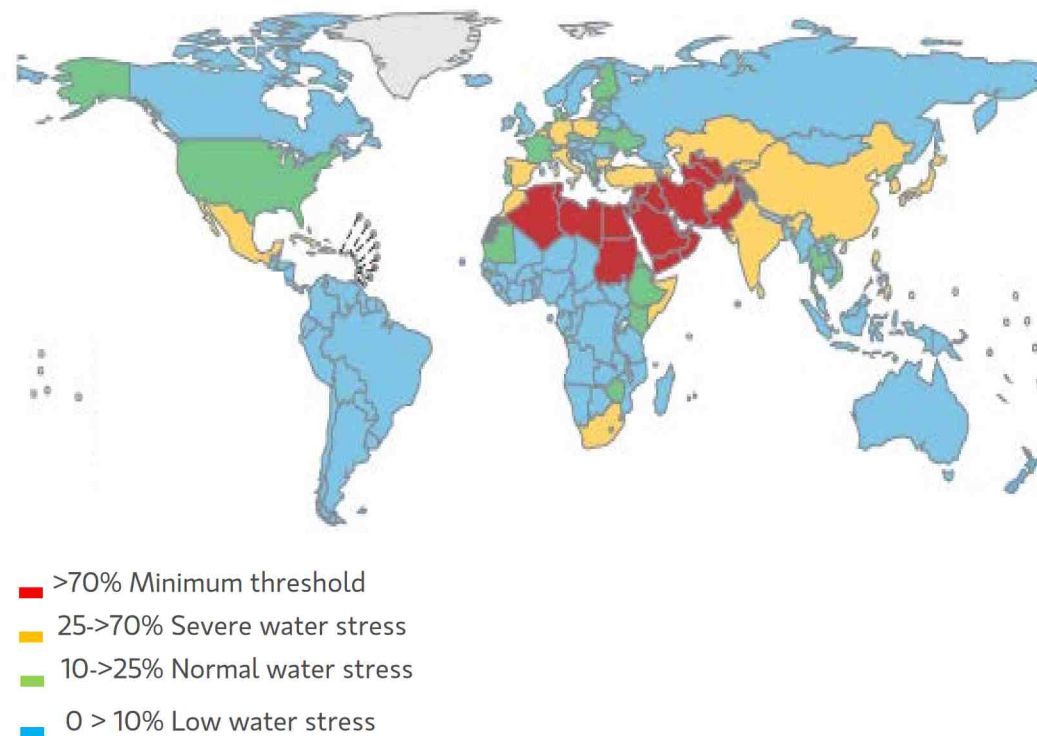 >70% Minimum threshold
25->70% Severe water stress
10->25% Normal water stress
0 > 10% Low water stress